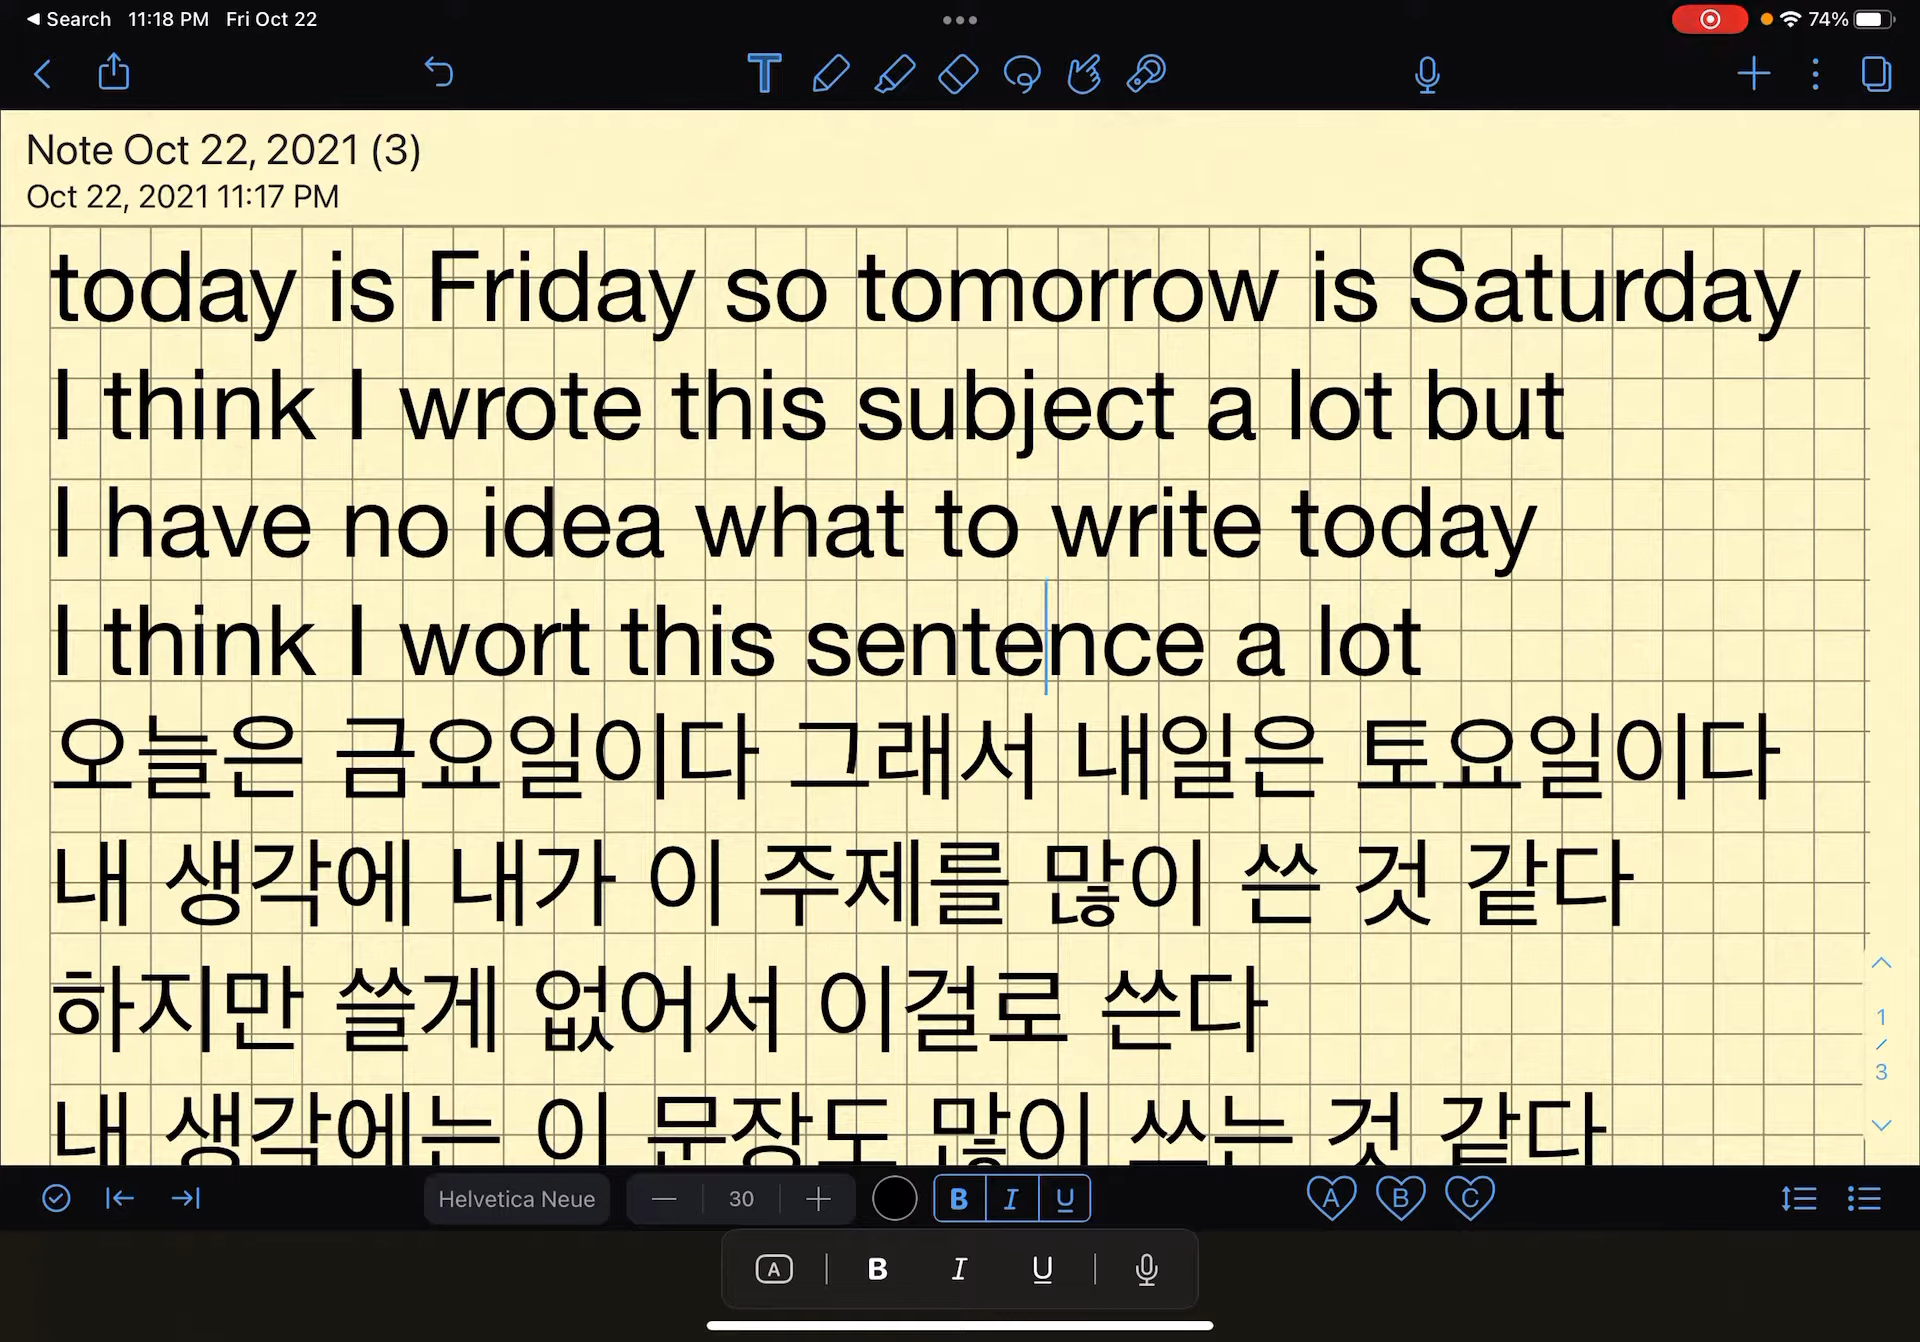 Search 11:18 PM Fri Oct 22
74%
Note Oct 22, 2021 (3)
Oct 22, 2021 11:17 PM
today is Friday so tomorrow is Saturday
I think I wrote this subject a lot but
I have no idea what to write today
I think I wort this sentence a lot
오늘은 금요일이다 그래서 내일은 토요일이다
내 생각에 내가 이 주제를 많이 쓴 것 같다
하지만 쓸게 없어서 이걸로 쓴다
내 생각에는 이 문장도 많이 쓰는 것 같다
1
/
3
Helvetica Neue 30 B I U A B C
A B I U